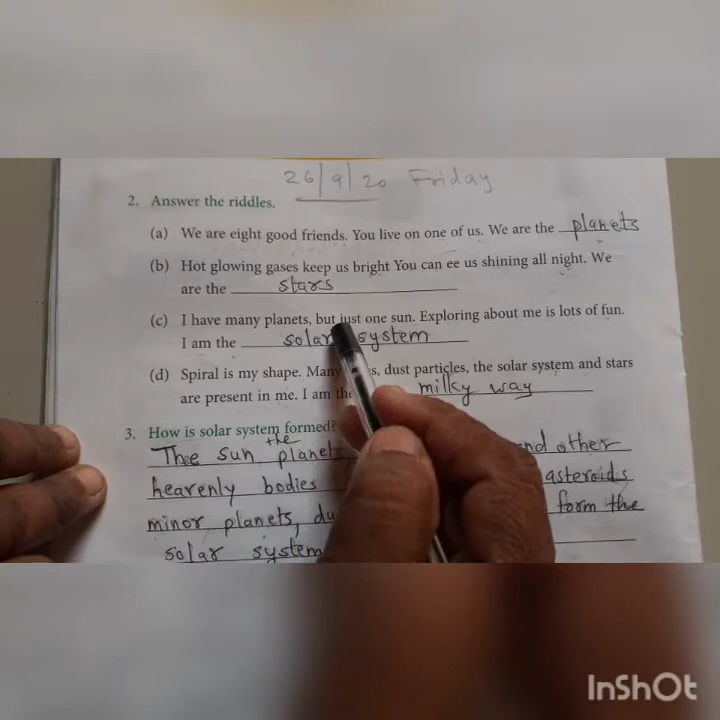 26/9/20 Friday
2. Answer the riddles.
(a) We are eight good friends. You live on one of us. We are the planets
(b) Hot glowing gases keep us bright You can ee us shining all night. We
are the stars
(c) I have many planets, but just one sun. Exploring about me is lots of fun.
I am the solar system
(d) Spiral is my shape. Many dust particles, the solar system and stars
are present in me. I am the milky way
3. How is solar system formed?
the
The sun planets and other
heavenly bodies asteroids
minor planets, form the
solar system
InShOt